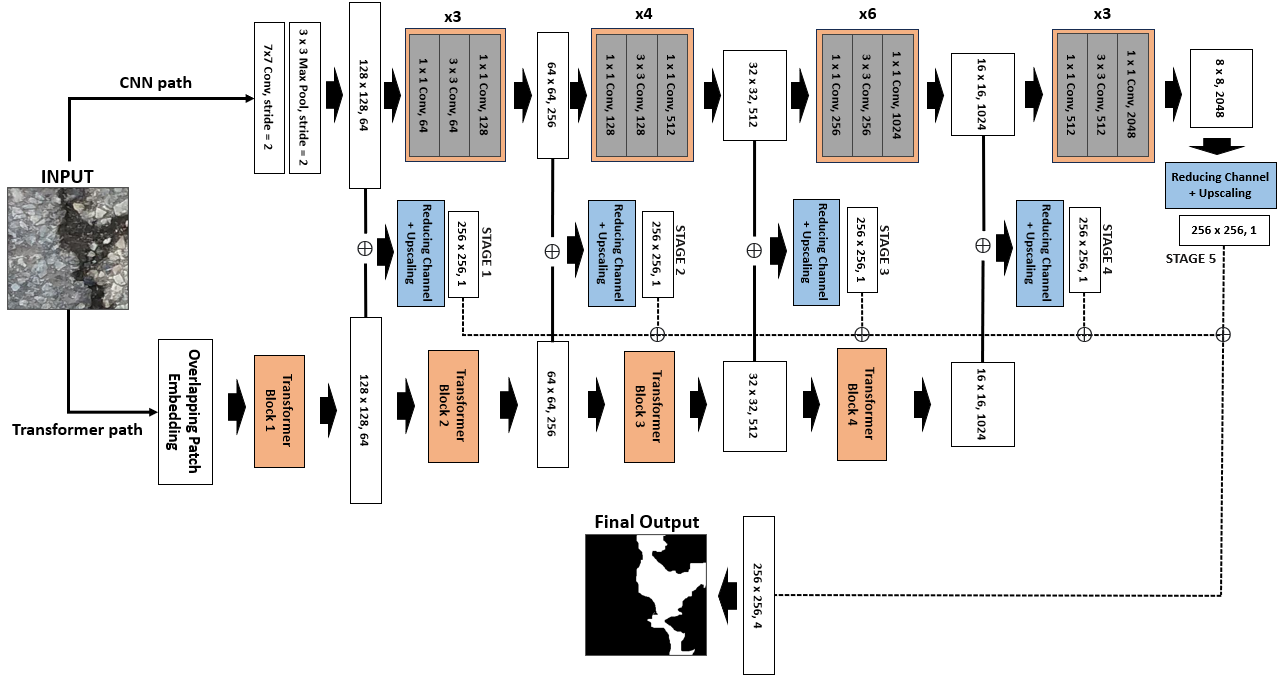 x3
x4
x6
x3
CNN path
7x7 Conv, stride = 2
3 x 3 Max Pool, stride = 2
128 x 128, 64
1 x 1 Conv, 64
3 x 3 Conv, 64
1 x 1 Conv, 128
64 x 64, 256
1 x 1 Conv, 128
3 x 3 Conv, 128
1 x 1 Conv, 512
32 x 32, 512
1 x 1 Conv, 256
3 x 3 Conv, 256
1 x 1 Conv, 1024
16 x 16, 1024
1 x 1 Conv, 512
3 x 3 Conv, 512
1 x 1 Conv, 2048
8 x 8, 2048
INPUT
Reducing Channel
+ Upscaling
256 x 256, 1
STAGE 1
Reducing Channel
+ Upscaling
256 x 256, 1
STAGE 2
Reducing Channel
+ Upscaling
256 x 256, 1
STAGE 3
Reducing Channel
+ Upscaling
256 x 256, 1
STAGE 4
Reducing Channel
+ Upscaling
256 x 256, 1
STAGE 5
Transformer path
Overlapping Patch
Embedding
Transformer
Block 1
128 x 128, 64
Transformer
Block 2
64 x 64, 256
Transformer
Block 3
32 x 32, 512
Transformer
Block 4
16 x 16, 1024
Final Output
256 x 256, 4